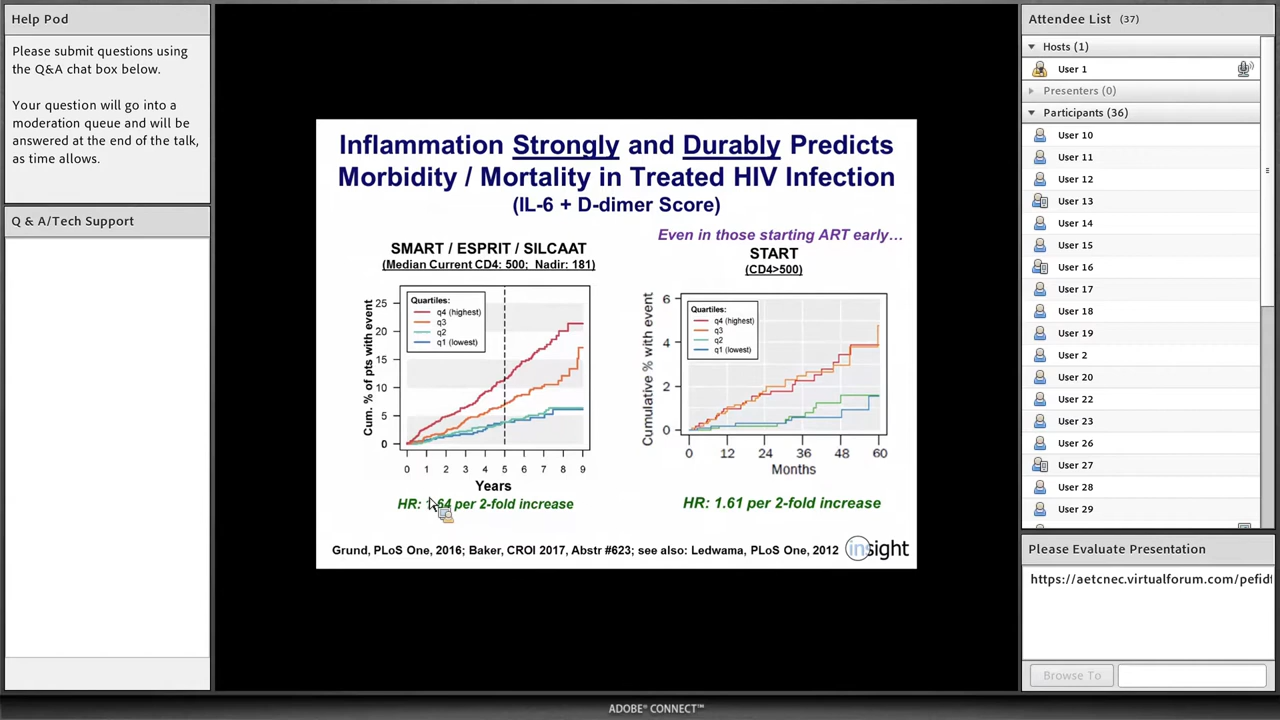 Help Pod
Please submit questions using
the Q&A chat box below.
Your question will go into a
moderation queue and will be
answered at the end of the talk,
as time allows.
Q & A/Tech Support
Inflammation Strongly and Durably Predicts
Morbidity / Mortality in Treated HIV Infection
(IL-6 + D-dimer Score)
SMART / ESPRIT / SILCAAT
(Median Current CD4: 500; Nadir: 181)
Cum. % of pts with event
25
20
15
10
5
0
Quartiles:
q4 (highest)
q3
q2
q1 (lowest)
0 1 2 3 4 5 6 7 8 9
Years
HR: 1.64 per 2-fold increase
Even in those starting ART early…
START
(CD4>500)
Cumulative % with event
6
4
2
0
Quartiles:
q4 (highest)
q3
q2
q1 (lowest)
0 12 24 36 48 60
Months
HR: 1.61 per 2-fold increase
Grund, PLoS One, 2016; Baker, CROI 2017, Abstr #623; see also: Ledwama, PLoS One, 2012
insight
Attendee List (37)
Hosts (1)
User 1
Presenters (0)
Participants (36)
User 10
User 11
User 12
User 13
User 14
User 15
User 16
User 17
User 18
User 19
User 2
User 20
User 22
User 23
User 26
User 27
User 28
User 29
Please Evaluate Presentation
https://aetcnec.virtualforum.com/pefidf
Browse To
ADOBE® CONNECT™